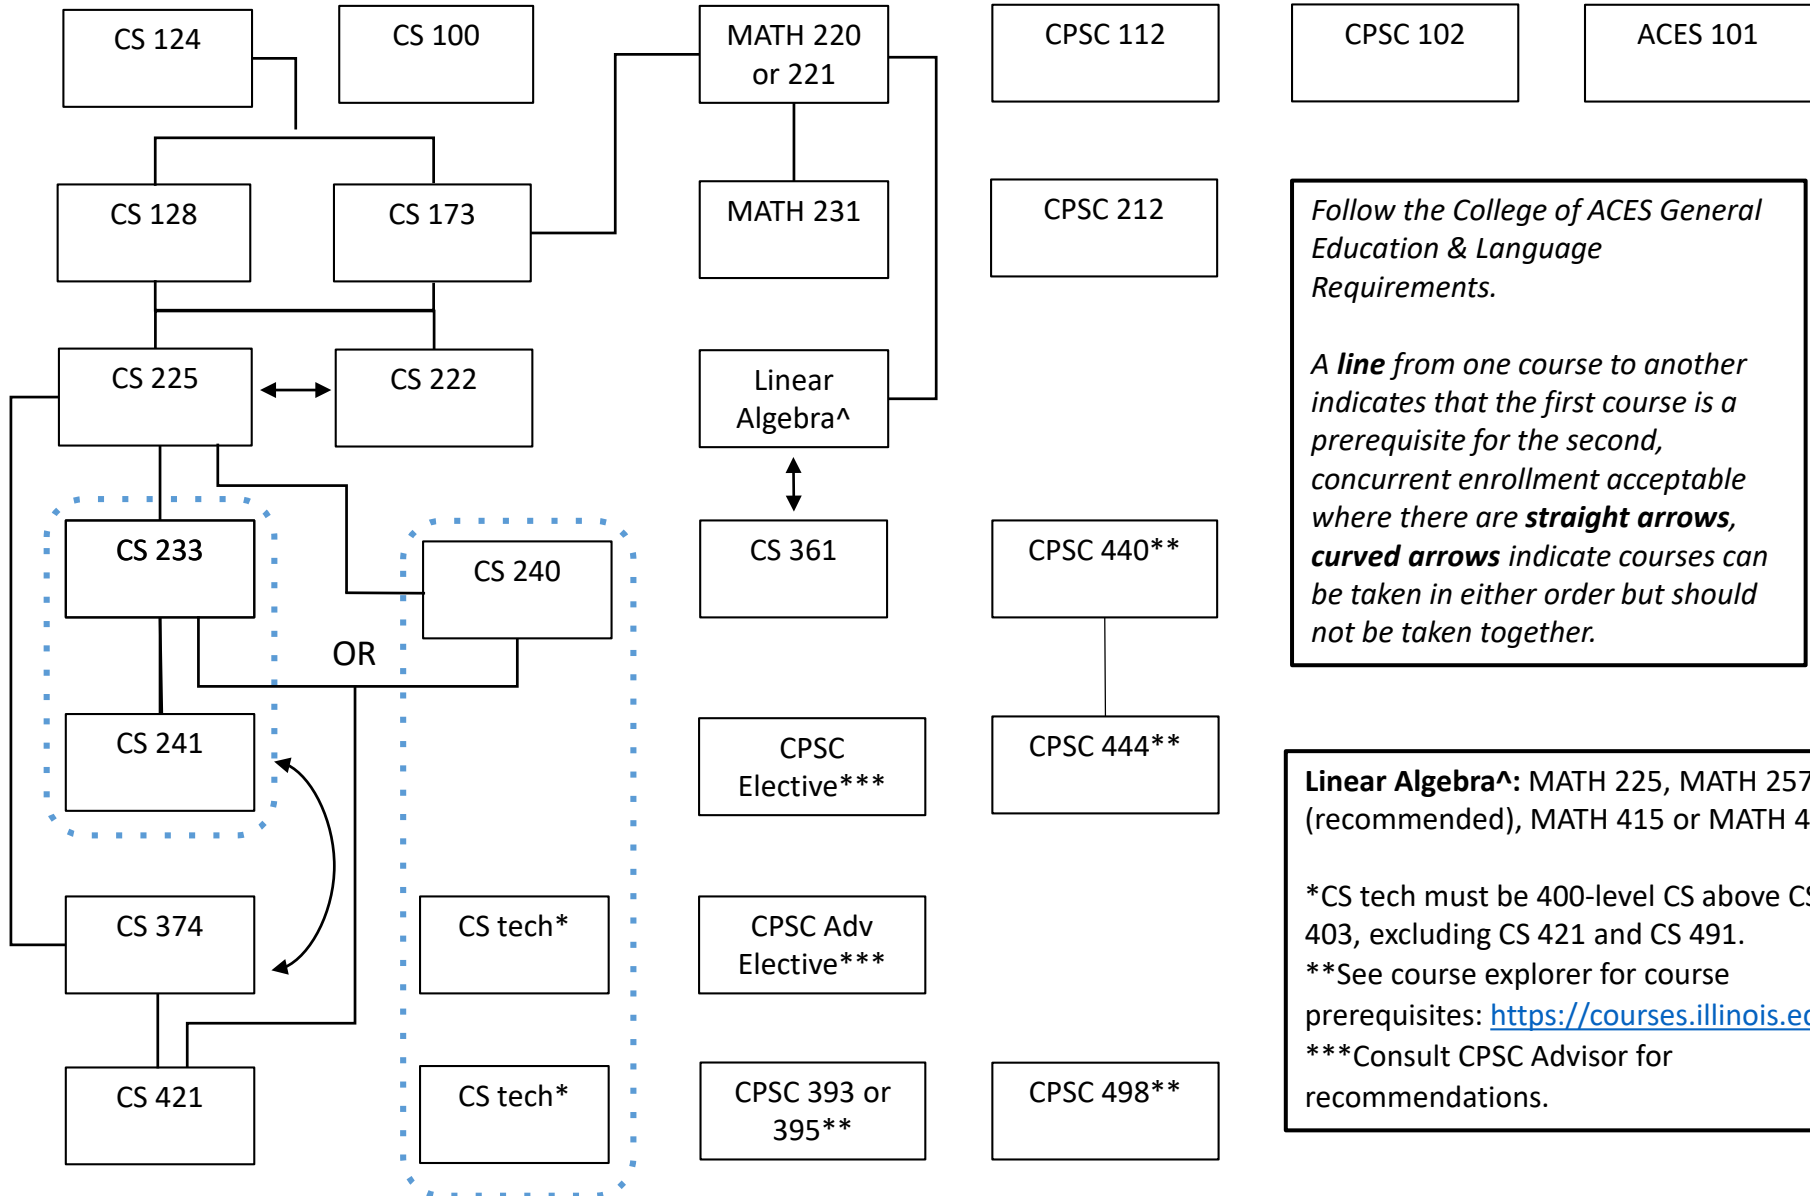 CS 124
CS 100
MATH 220
or 221
CPSC 112
CPSC 102
ACES 101
CS 128
CS 173
MATH 231
CPSC 212
CS 225
CS 222
Linear
Algebra^
CS 233
CS 240
CS 361
CPSC 440**
OR
CS 241
CPSC
Elective***
CPSC 444**
CS 374
CS tech*
CPSC Adv
Elective***
CS 421
CS tech*
CPSC 393 or
395**
CPSC 498**
Follow the College of ACES General
Education & Language
Requirements.
A line from one course to another
indicates that the first course is a
prerequisite for the second,
concurrent enrollment acceptable
where there are straight arrows,
curved arrows indicate courses can
be taken in either order but should
not be taken together.
Linear Algebra^: MATH 225, MATH 257
(recommended), MATH 415 or MATH
*CS tech must be 400-level CS above
403, excluding CS 421 and CS 491.
**See course explorer for course
prerequisites:
***Consult CPSC Advisor for
recommendations.